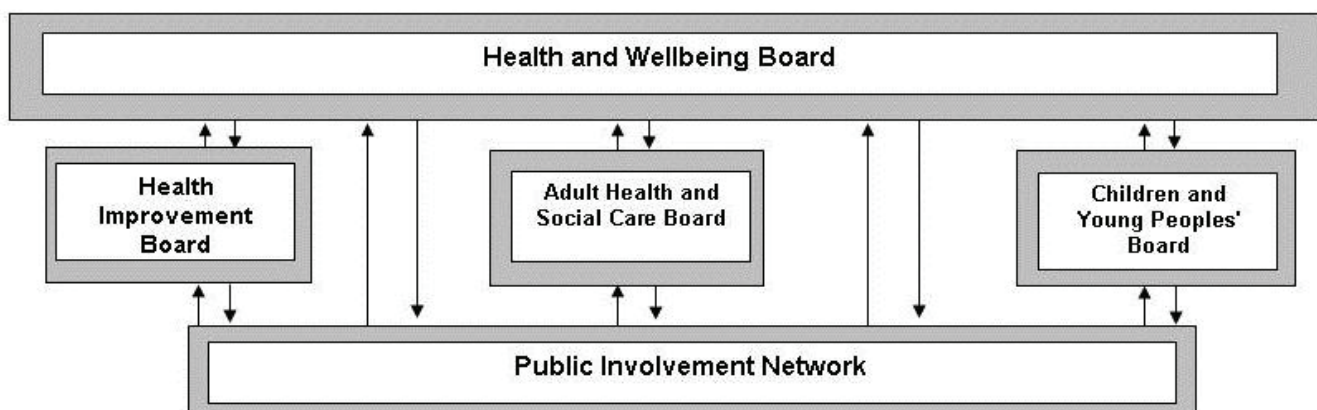 Health and Wellbeing Board
Health
Improvement
Board
Adult Health and
Social Care Board
Children and
Young Peoples'
Board
Public Involvement Network